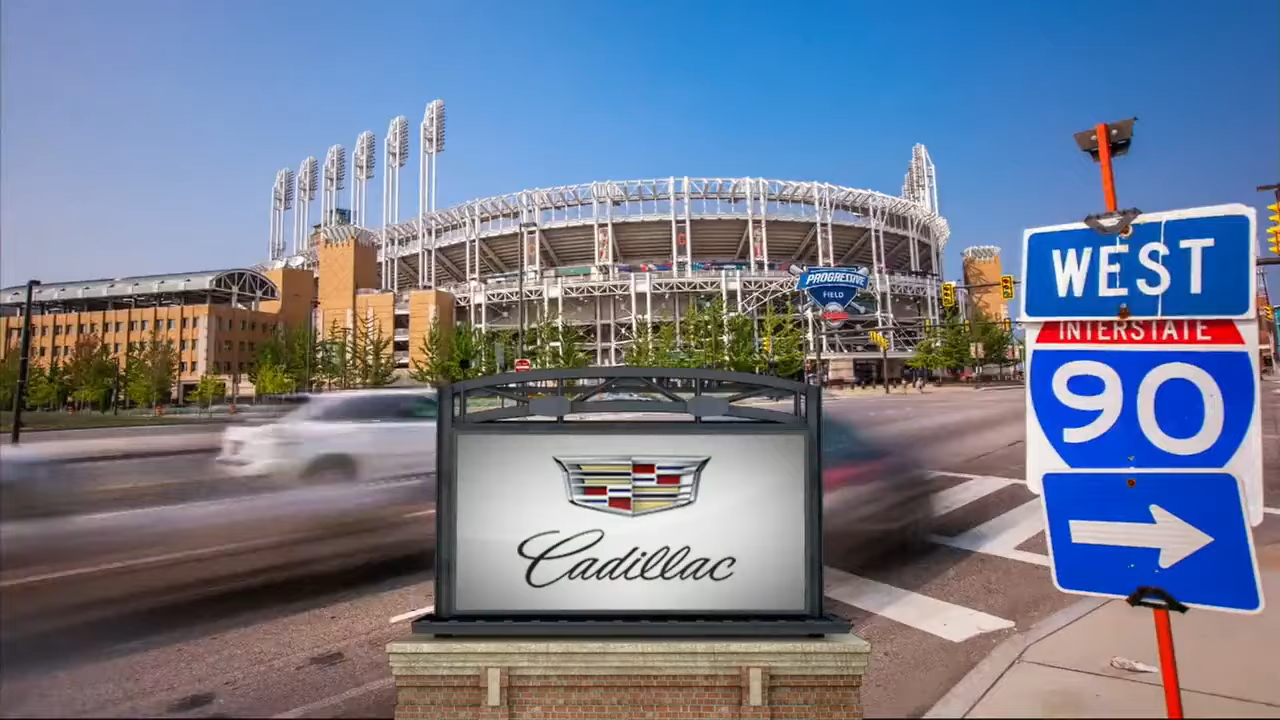 PROGRESSIVE
FIELD
WEST
INTERSTATE
90
Cadillac